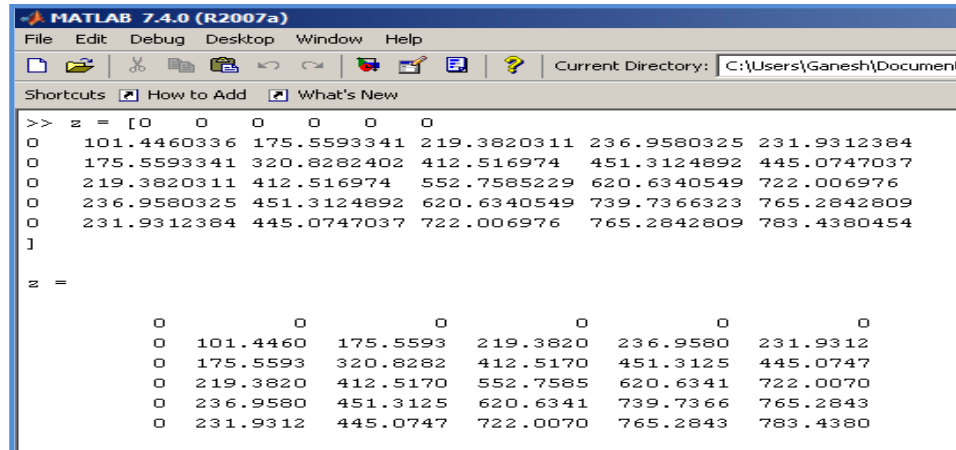 MATLAB 7.4.0 (R2007a)
File Edit Debug Desktop Window Help
Current Directory: C:\Users\Ganesh\Document
Shortcuts How to Add What's New
>> z = [0 0 0 0 0 0
0 101.4460336 175.5593341 219.3820311 236.9580325 231.9312384
0 175.5593341 320.8282402 412.516974 451.3124892 445.0747037
0 219.3820311 412.516974 552.7585229 620.6340549 722.006976
0 236.9580325 451.3124892 620.6340549 739.7366323 765.2842809
0 231.9312384 445.0747037 722.006976 765.2842809 783.4380454
]
z =
0 0 0 0 0 0
0 101.4460 175.5593 219.3820 236.9580 231.9312
0 175.5593 320.8282 412.5170 451.3125 445.0747
0 219.3820 412.5170 552.7585 620.6341 722.0070
0 236.9580 451.3125 620.6341 739.7366 765.2843
0 231.9312 445.0747 722.0070 765.2843 783.4380